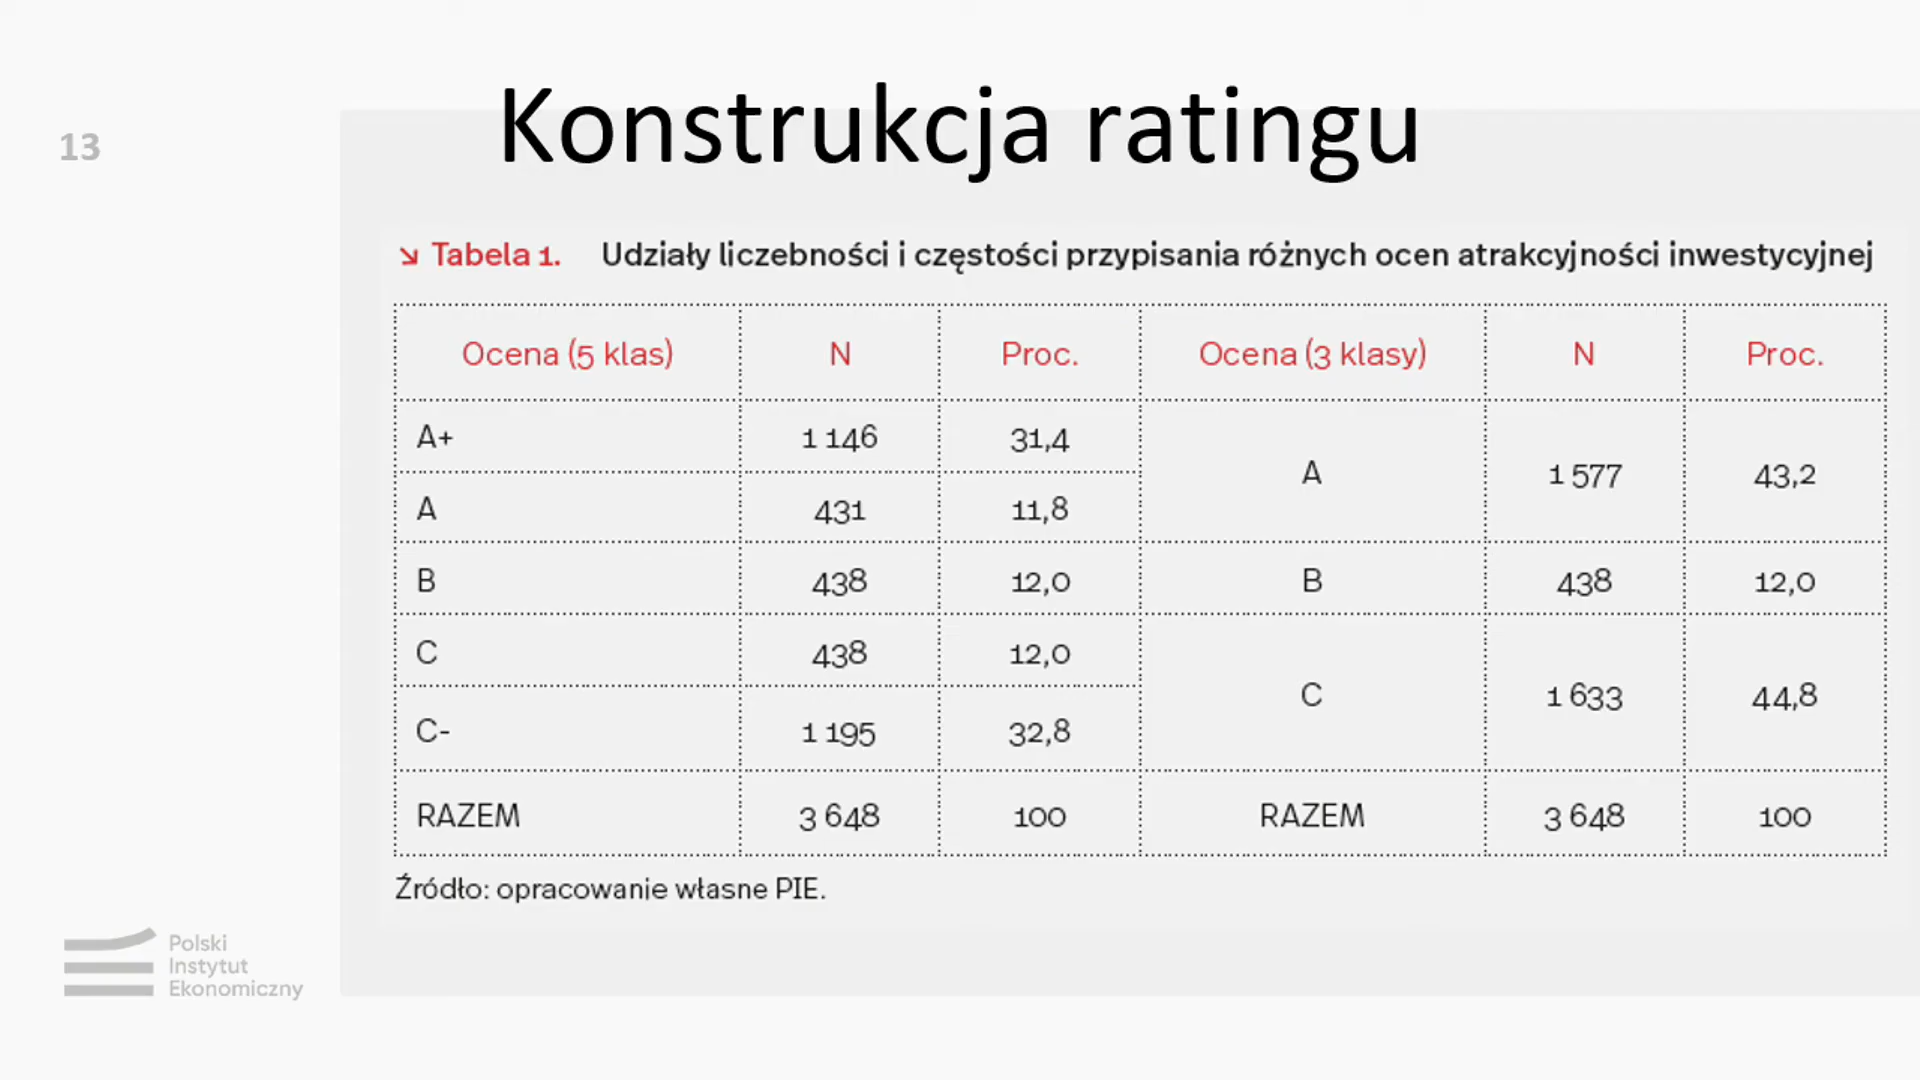 Konstrukcja ratingu
13
↘ Tabela 1. Udziały liczebności i częstości przypisania różnych ocen atrakcyjności inwestycyjnej
Ocena (5 klas) N Proc. Ocena (3 klasy) N Proc.
A+ 1 146 31,4
A 1 577 43,2
A 431 11,8
B 438 12,0 B 438 12,0
C 438 12,0
C 1 633 44,8
C- 1 195 32,8
RAZEM 3 648 100 RAZEM 3 648 100
Źródło: opracowanie własne PIE.
Polski
Instytut
Ekonomiczny